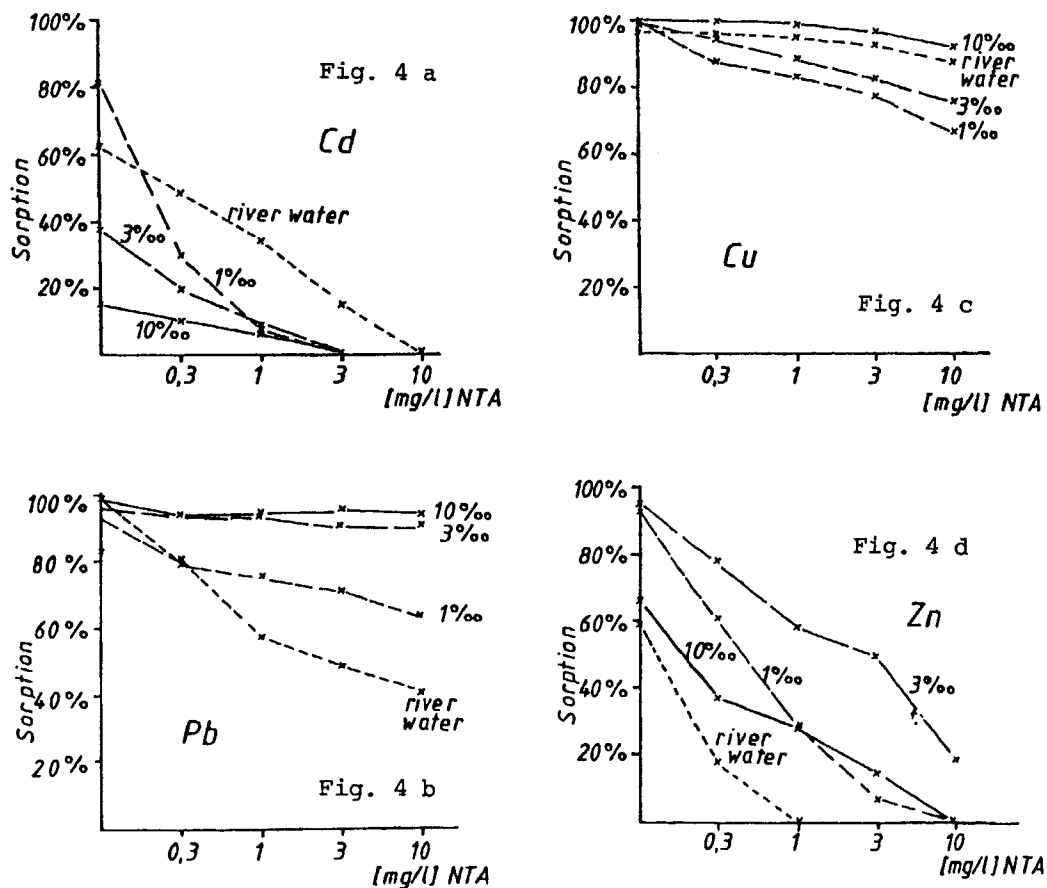 Fig. 4 a
Cd
100%
80%
60%
40%
20%
Sorption
river water
3‰
1‰
10‰
0,3
1
3
10
[mg/l] NTA
Fig. 4 c
Cu
100%
80%
60%
40%
20%
Sorption
10‰
river
water
3‰
1‰
0,3
1
3
10
[mg/l] NTA
Fig. 4 b
Pb
100%
80%
60%
40%
20%
Sorption
10‰
3‰
1‰
river
water
0,3
1
3
10
[mg/l] NTA
Fig. 4 d
Zn
100%
80%
60%
40%
20%
Sorption
10‰
1‰
3‰
river
water
0,3
1
3
10
[mg/l] NTA